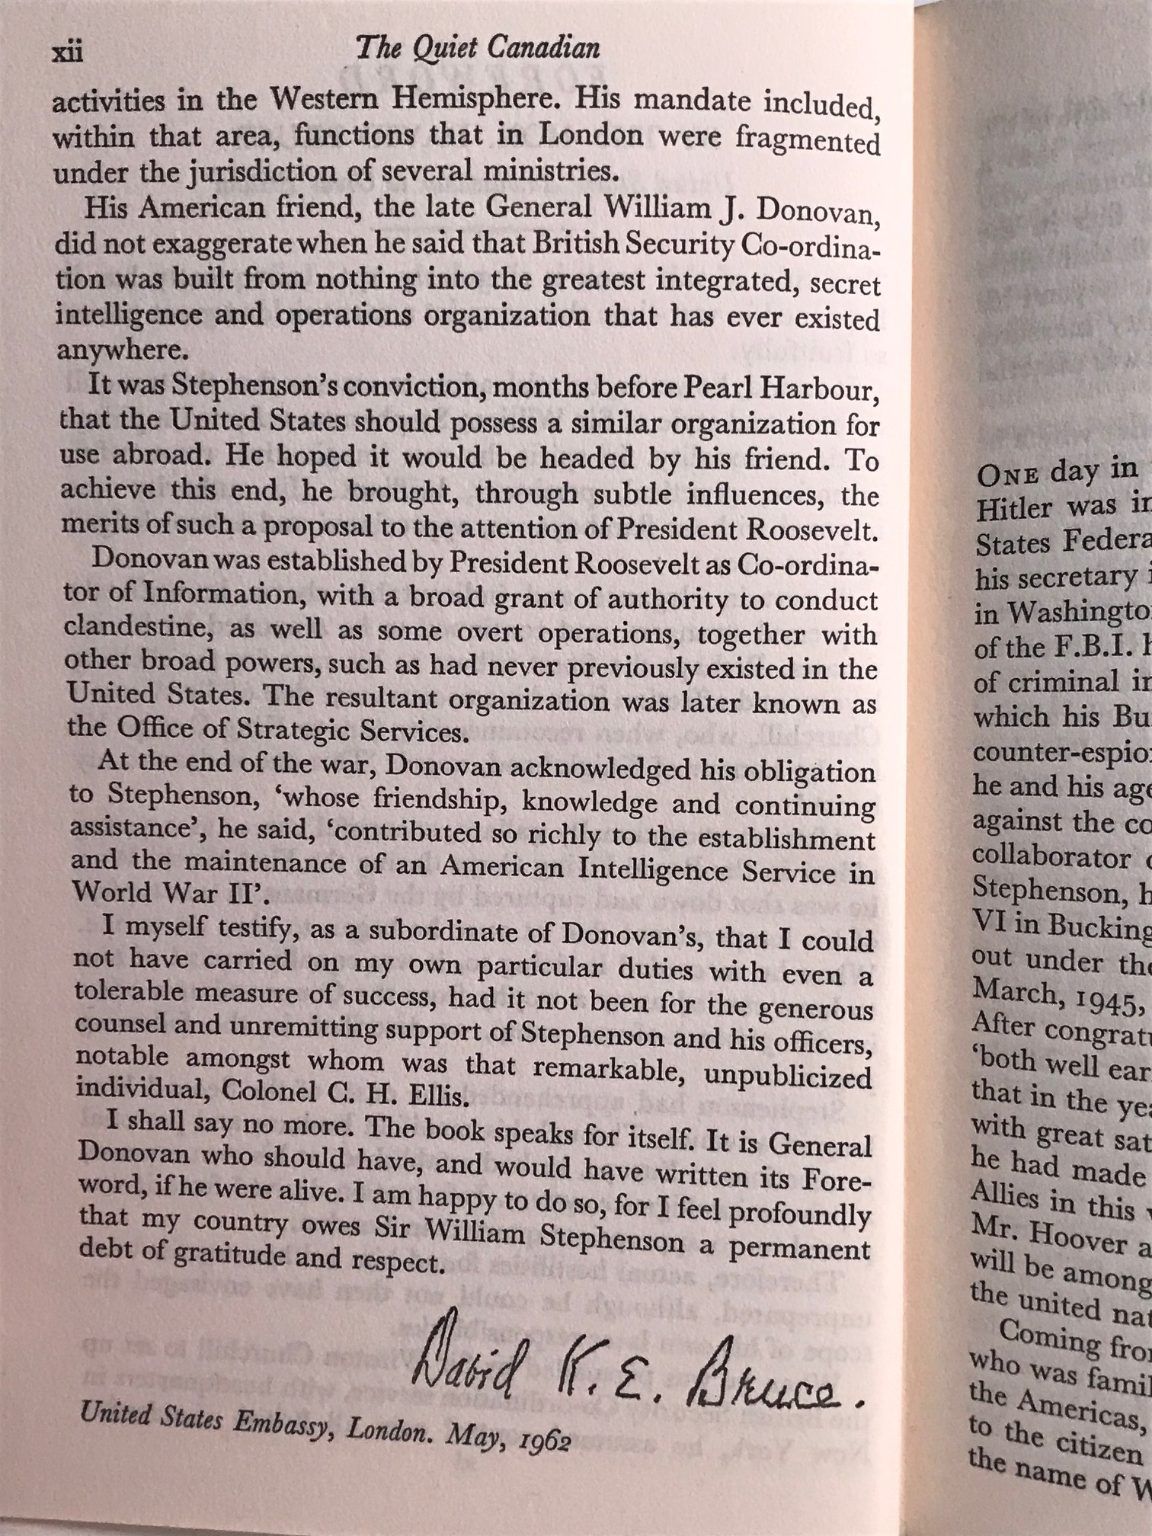 xii The Quiet Canadian
activities in the Western Hemisphere. His mandate included,
within that area, functions that in London were fragmented
under the jurisdiction of several ministries.
His American friend, the late General William J. Donovan,
did not exaggerate when he said that British Security Co-ordina-
tion was built from nothing into the greatest integrated, secret
intelligence and operations organization that has ever existed
anywhere.
It was Stephenson's conviction, months before Pearl Harbour,
that the United States should possess a similar organization for
use abroad. He hoped it would be headed by his friend. To
achieve this end, he brought, through subtle influences, the
merits of such a proposal to the attention of President Roosevelt.
Donovan was established by President Roosevelt as Co-ordina-
tor of Information, with a broad grant of authority to conduct
clandestine, as well as some overt operations, together with
other broad powers, such as had never previously existed in the
United States. The resultant organization was later known as
the Office of Strategic Services.
At the end of the war, Donovan acknowledged his obligation
to Stephenson, 'whose friendship, knowledge and continuing
assistance', he said, 'contributed so richly to the establishment
and the maintenance of an American Intelligence Service in
World War II'.
I myself testify, as a subordinate of Donovan's, that I could
not have carried on my own particular duties with even a
tolerable measure of success, had it not been for the generous
counsel and unremitting support of Stephenson and his officers,
notable amongst whom was that remarkable, unpublicized
individual, Colonel C. H. Ellis.
I shall say no more. The book speaks for itself. It is General
Donovan who should have, and would have written its Fore-
word, if he were alive. I am happy to do so, for I feel profoundly
that my country owes Sir William Stephenson a permanent
debt of gratitude and respect.
David K. E. Bruce.
United States Embassy, London. May, 1962
ONE day in
Hitler was
States
his secretary
in
of the F.B.I.
of criminal
which his
he and his
against the
collaborator
Stephenson,
VI in
out under
March, 1945,
After
'both well
that in the
with great
he had made
Allies in this
Mr. Hoover
will be
the united
Coming
who was
the Americas,
to the citizen
the name of